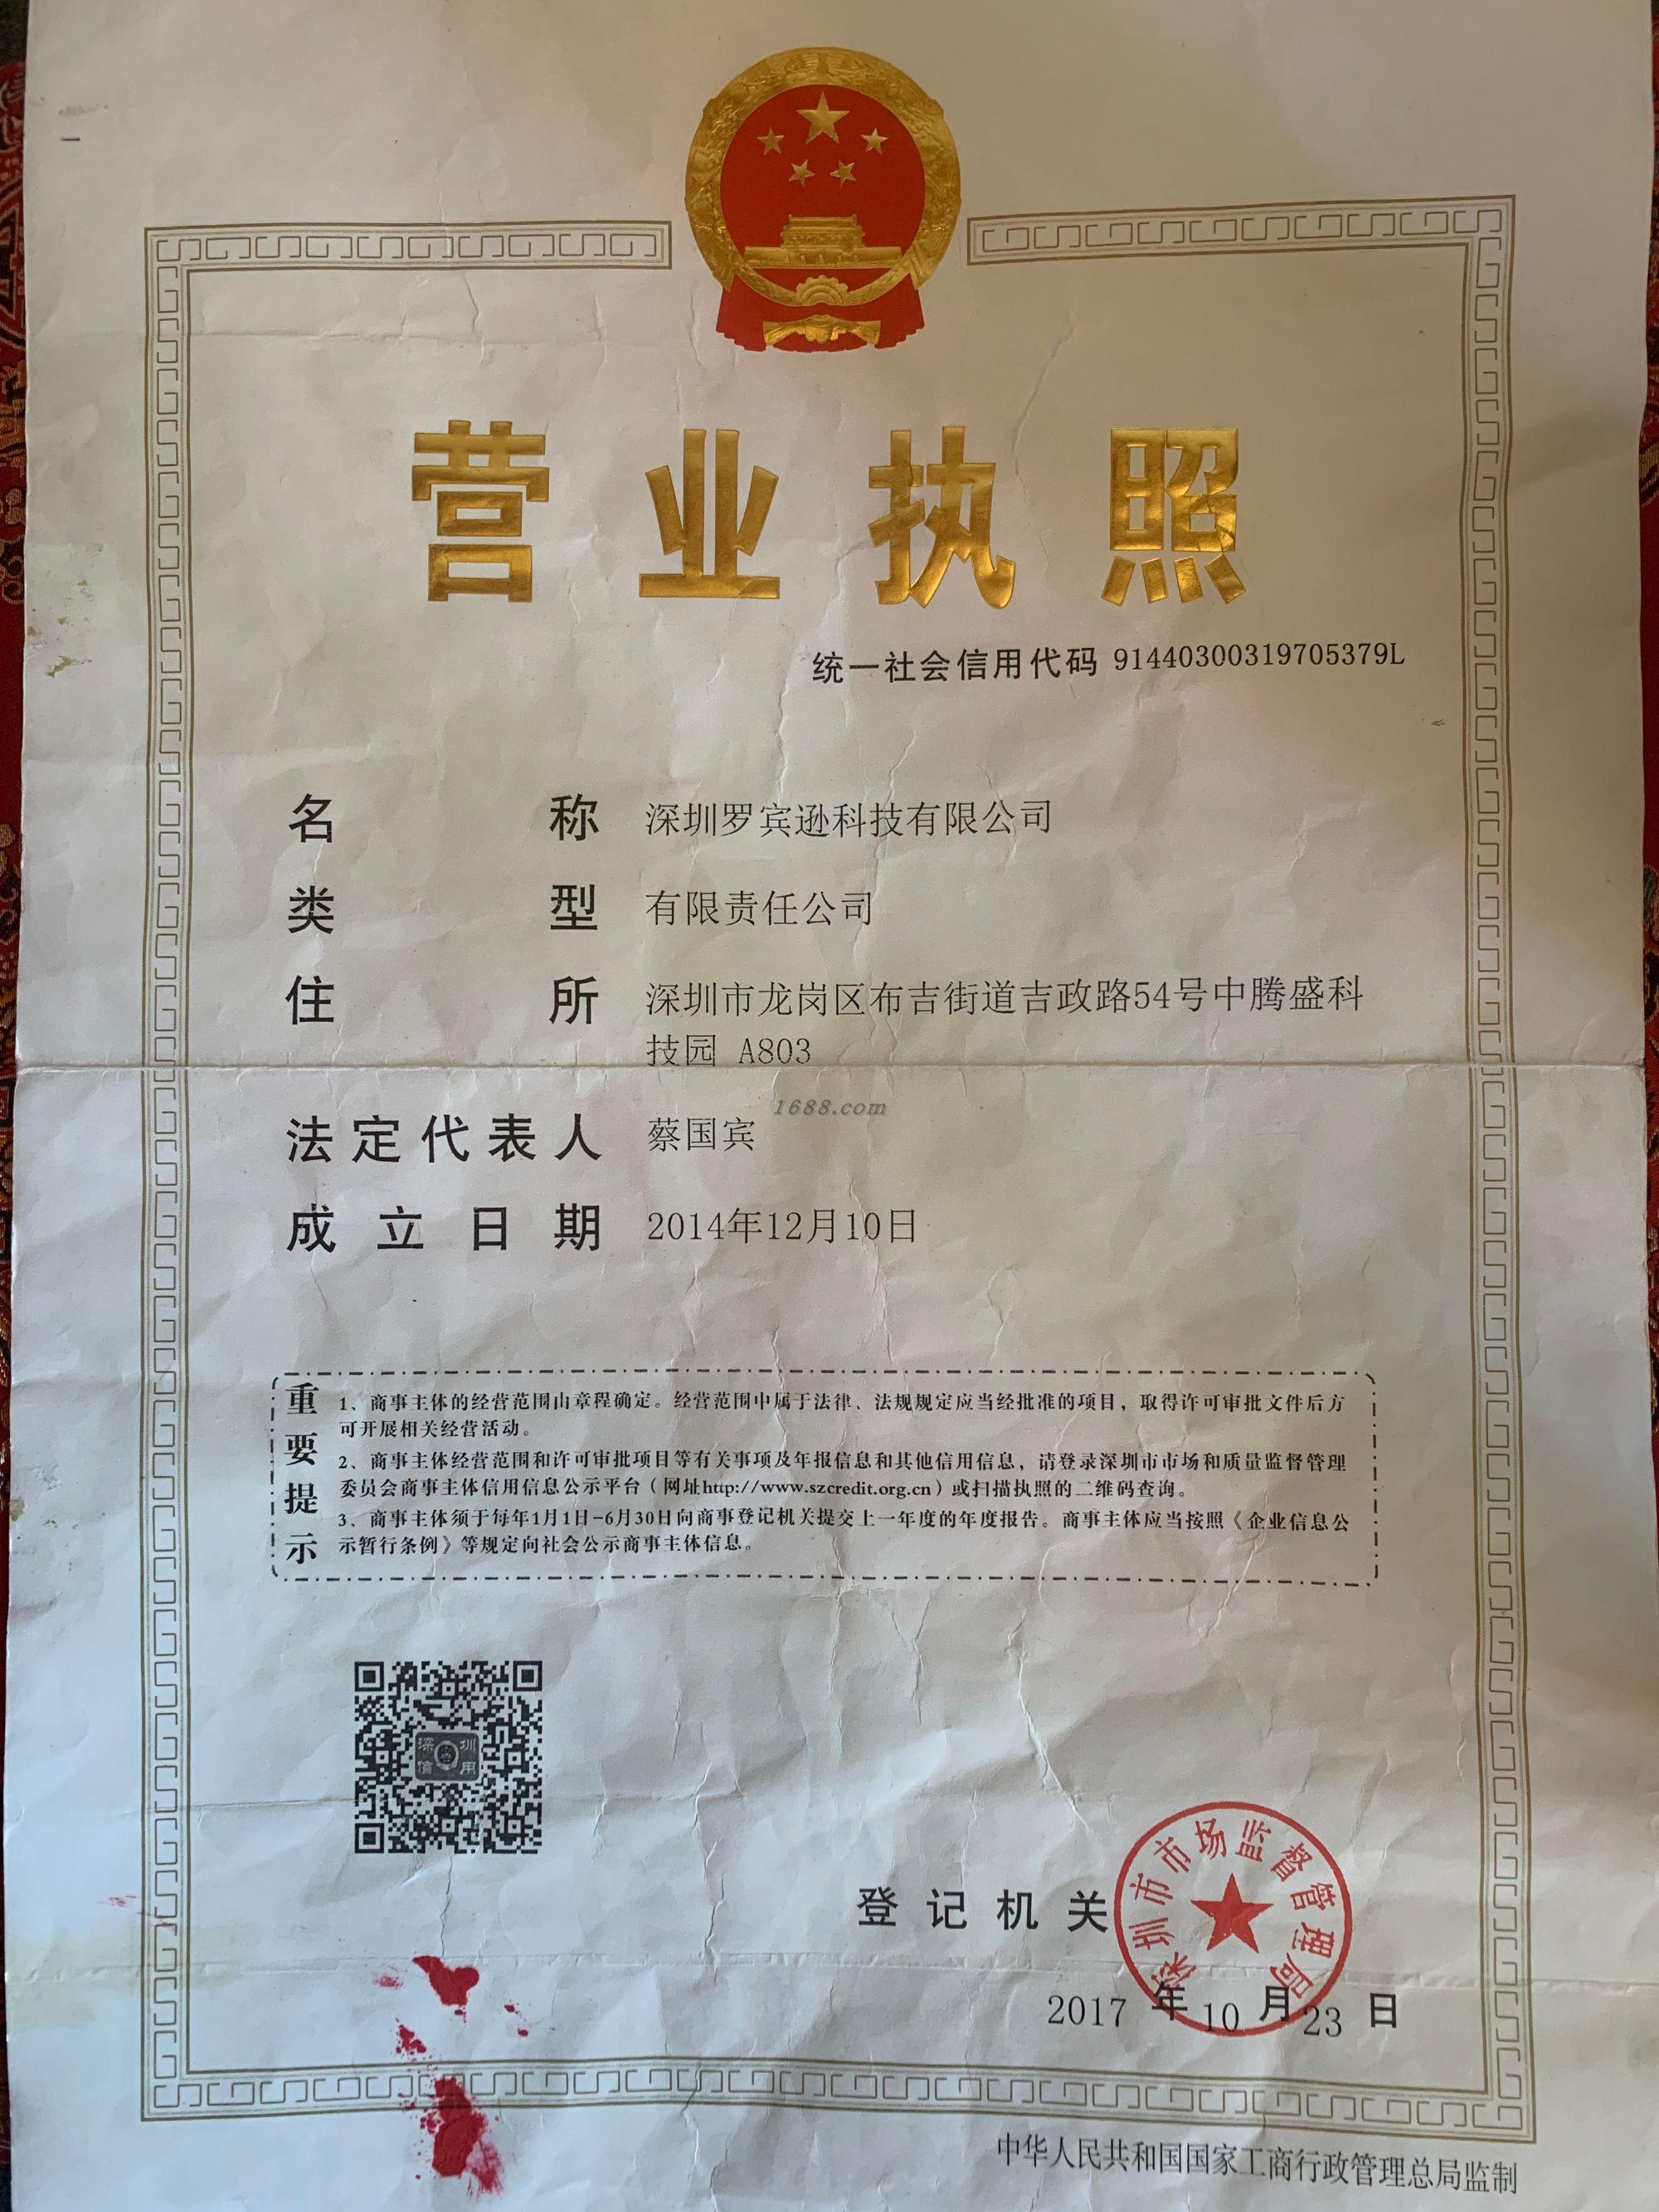 营业执照
统一社会信用代码 91440300319705379L
名称 深圳罗宾逊科技有限公司
类型 有限责任公司
住所 深圳市龙岗区布吉街道吉政路54号中腾盛科
技园 A803
1688.com
法定代表人 蔡国宾
成立日期 2014年12月10日
重要提示
1、商事主体的经营范围由章程确定。经营范围中属于法律、法规规定应当经批准的项目，取得许可审批文件后方
可开展相关经营活动。
2、商事主体经营范围和许可审批项目等有关事项及年报信息和其他信用信息，请登录深圳市市场和质量监督管理
委员会商事主体信用信息公示平台（网址http://www.szcredit.org.cn）或扫描执照的二维码查询。
3、商事主体须于每年1月1日-6月30日向商事登记机关提交上一年度的年度报告。商事主体应当按照《企业信息公
示暂行条例》等规定向社会公示商事主体信息。
深圳
信用
登记机关
深圳市市场监督管理局
2017 年 10 月 23 日
中华人民共和国国家工商行政管理总局监制